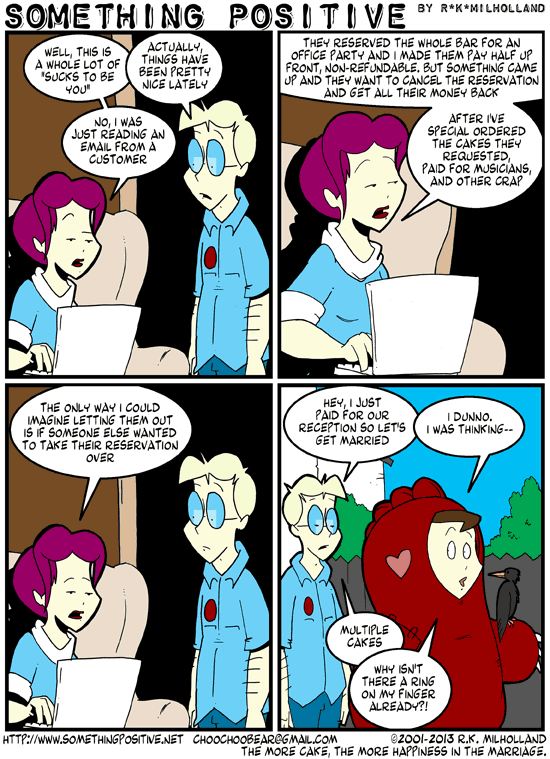 SOMETHING POSITIVE BY R*K*MILHOLLAND
WELL, THIS IS
A WHOLE LOT OF
"SUCKS TO BE
YOU"
ACTUALLY,
THINGS HAVE
BEEN PRETTY
NICE LATELY
NO, I WAS
JUST READING AN
EMAIL FROM A
CUSTOMER
THEY RESERVED THE WHOLE BAR FOR AN
OFFICE PARTY AND I MADE THEM PAY HALF UP
FRONT, NON-REFUNDABLE. BUT SOMETHING CAME
UP AND THEY WANT TO CANCEL THE RESERVATION
AND GET ALL THEIR MONEY BACK
AFTER I'VE
SPECIAL ORDERED
THE CAKES THEY
REQUESTED,
PAID FOR MUSICIANS,
AND OTHER CRAP
THE ONLY WAY I COULD
IMAGINE LETTING THEM OUT
IS IF SOMEONE ELSE WANTED
TO TAKE THEIR RESERVATION
OVER
HEY, I JUST
PAID FOR OUR
RECEPTION SO LET'S
GET MARRIED
I DUNNO.
I WAS THINKING--
MULTIPLE
CAKES
WHY ISN'T
THERE A RING
ON MY FINGER
ALREADY?!
HTTP://WWW.SOMETHINGPOSITIVE.NET CHOOCHOOBEAR@GMAIL.COM ©2001-2013 R.K. MILHOLLAND
THE MORE CAKE, THE MORE HAPPINESS IN THE MARRIAGE.